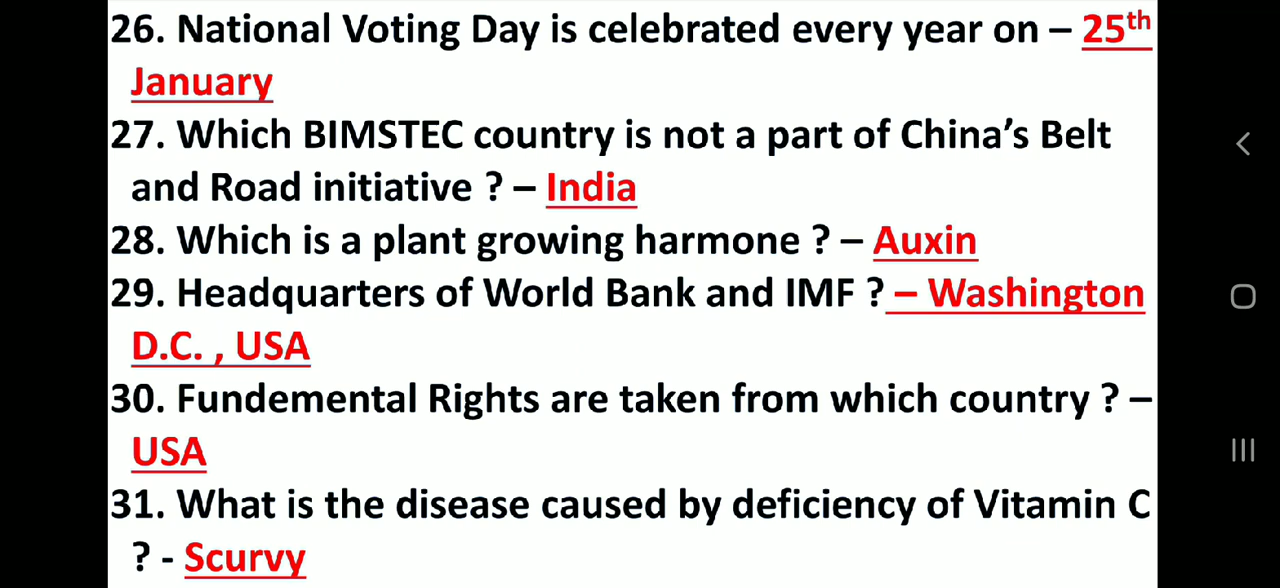 26. National Voting Day is celebrated every year on – 25th
January
27. Which BIMSTEC country is not a part of China’s Belt
and Road initiative ? – India
28. Which is a plant growing harmone ? – Auxin
29. Headquarters of World Bank and IMF ? – Washington
D.C. , USA
30. Fundemental Rights are taken from which country ? –
USA
31. What is the disease caused by deficiency of Vitamin C
? - Scurvy